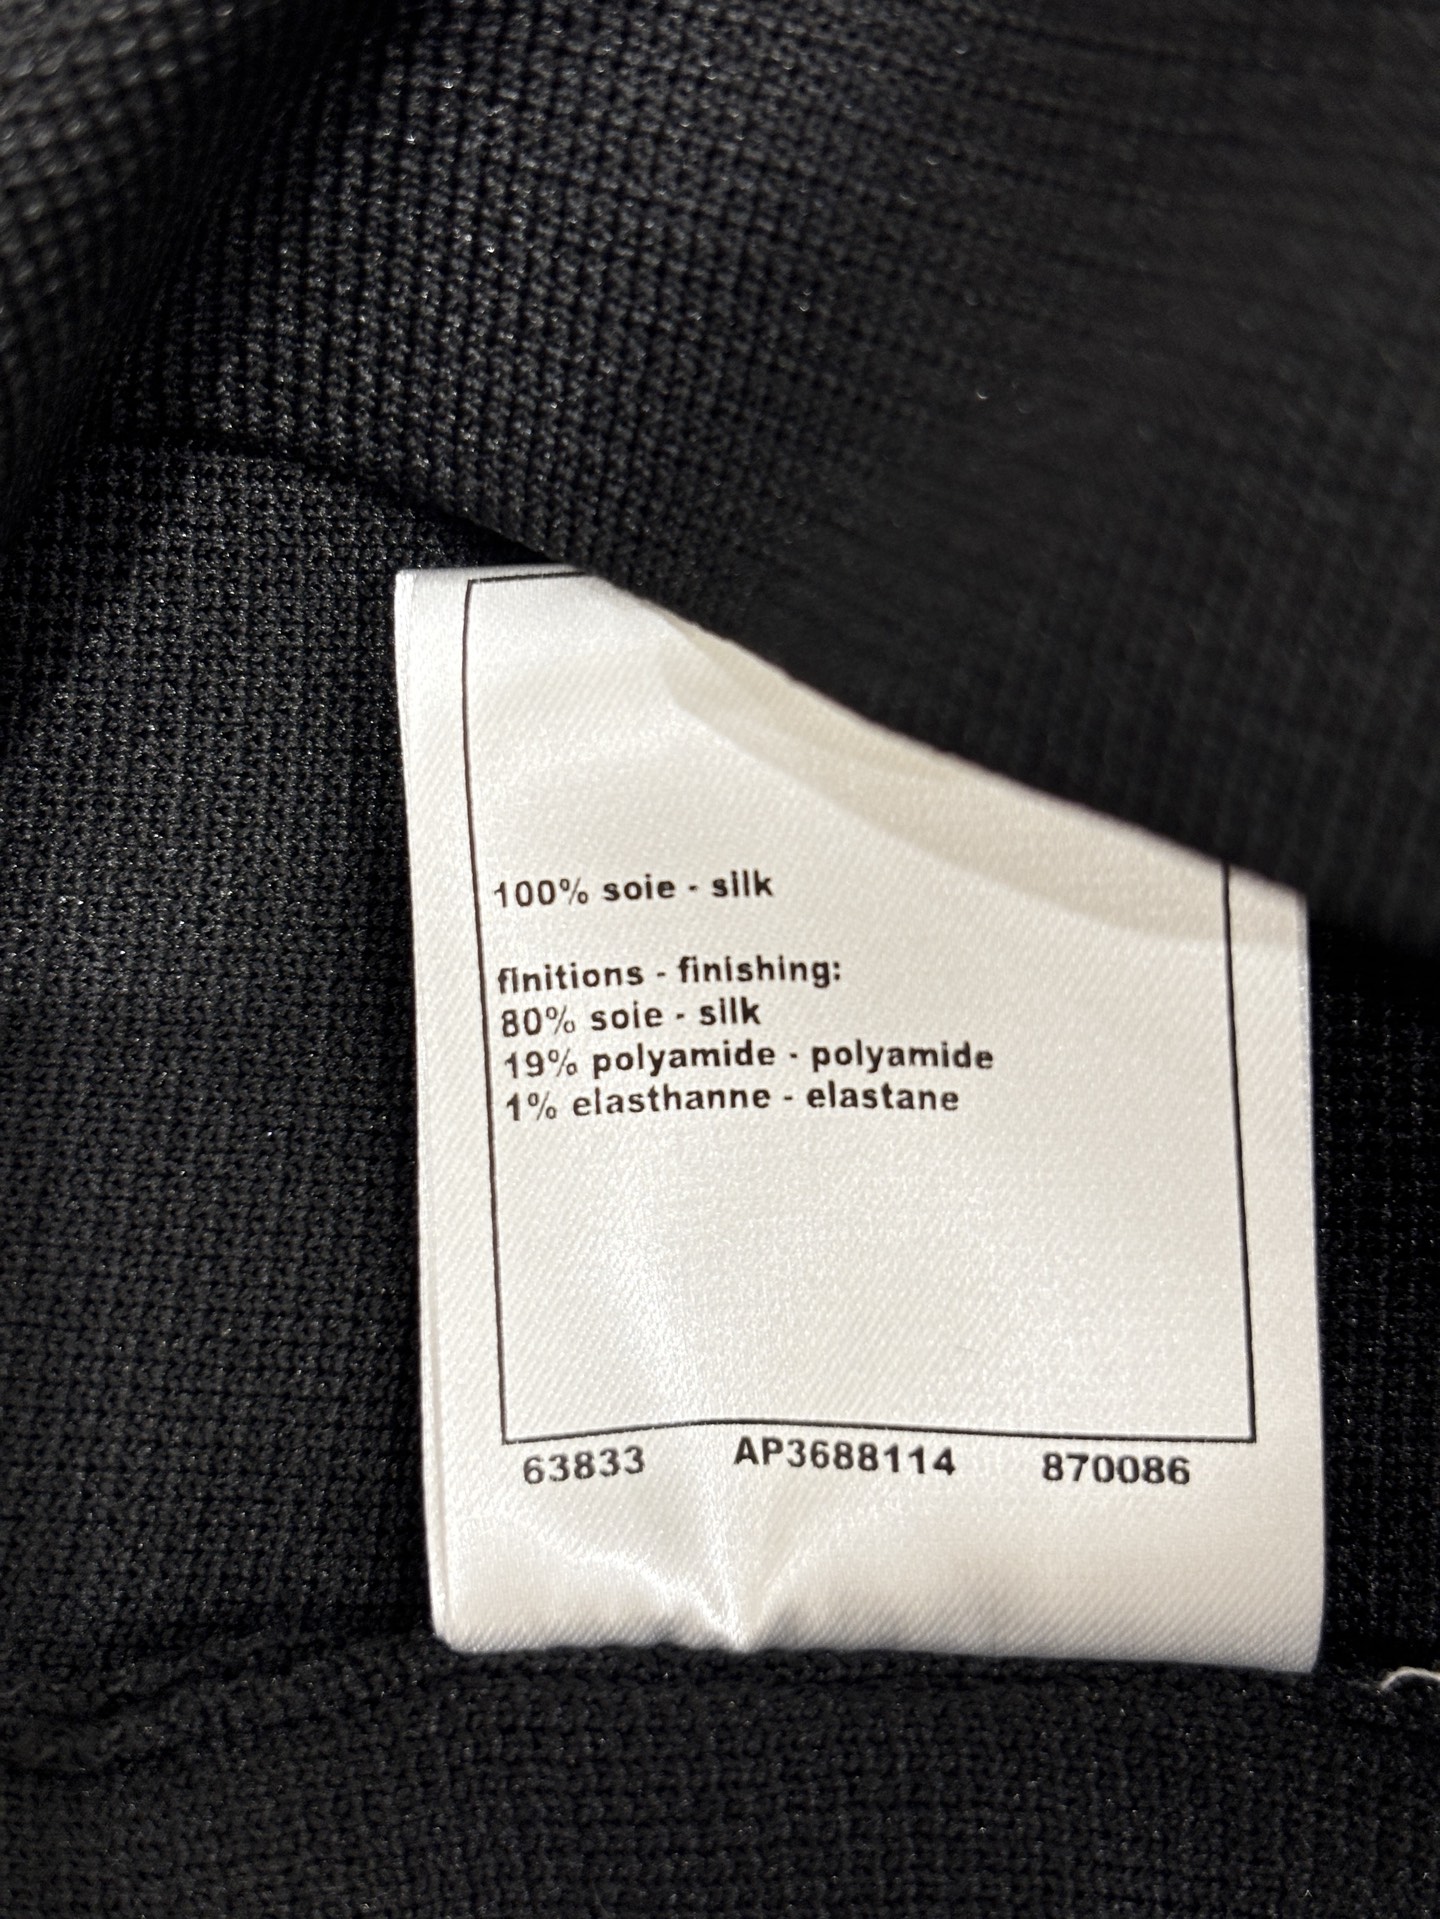 100% soie - silk
finitions - finishing:
80% soie - silk
19% polyamide - polyamide
1% elasthanne - elastane
63833 AP3688114 870086